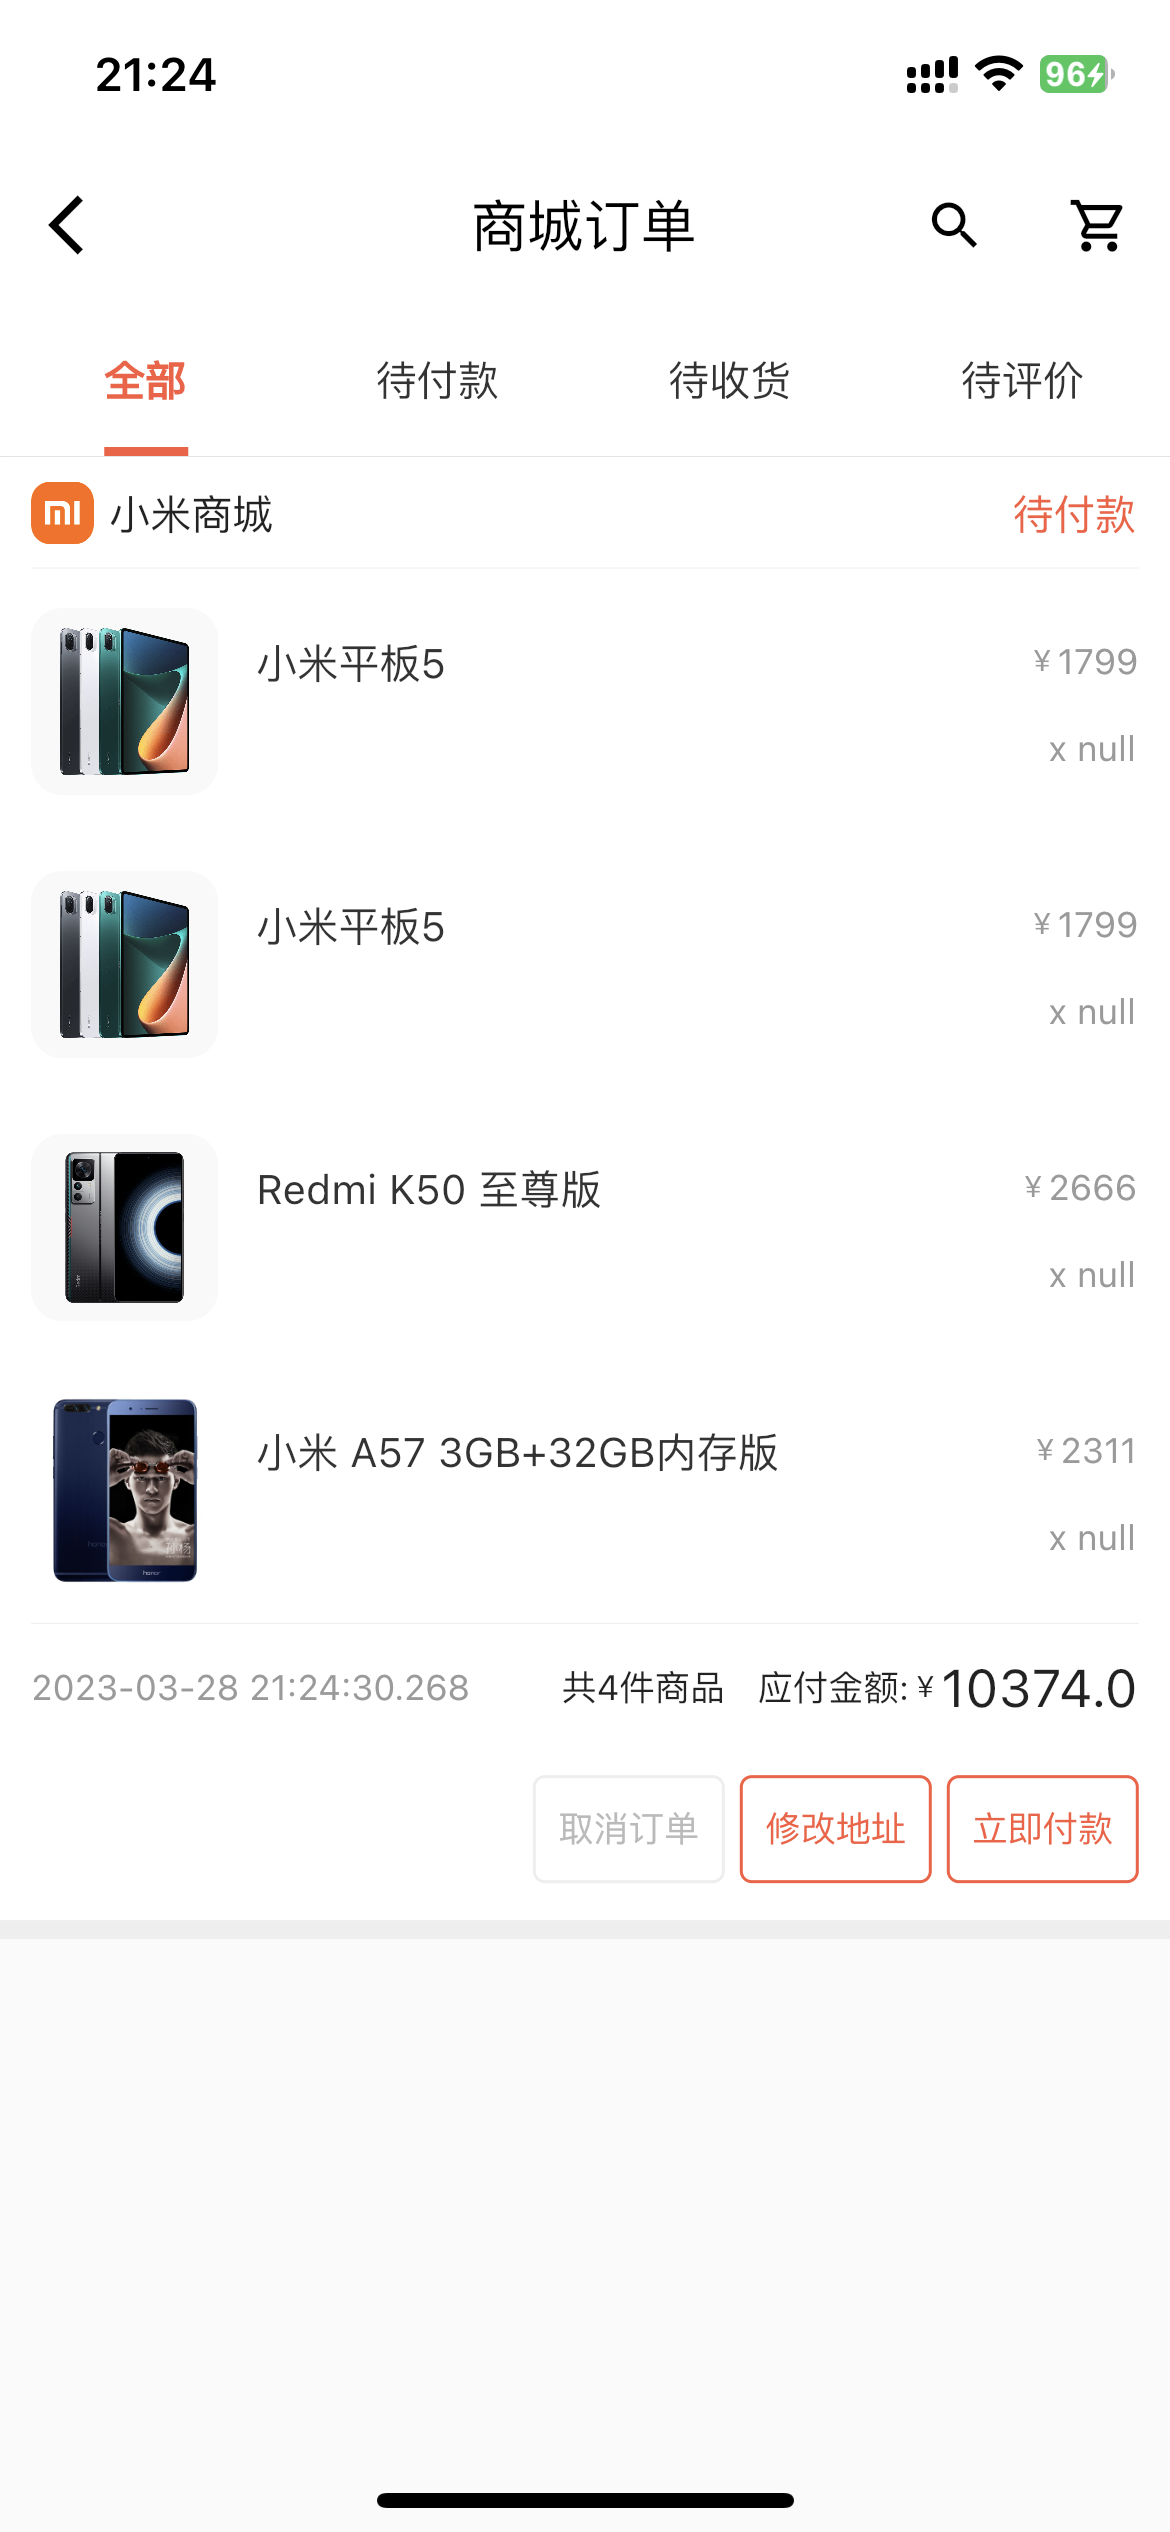 21:24
96
商城订单
全部 待付款 待收货 待评价
mi 小米商城 待付款
小米平板5 ¥1799
x null
小米平板5 ¥1799
x null
Redmi K50 至尊版 ¥2666
x null
小米 A57 3GB+32GB内存版 ¥2311
x null
honor
honor
2023-03-28 21:24:30.268 共4件商品 应付金额: ¥10374.0
取消订单 修改地址 立即付款